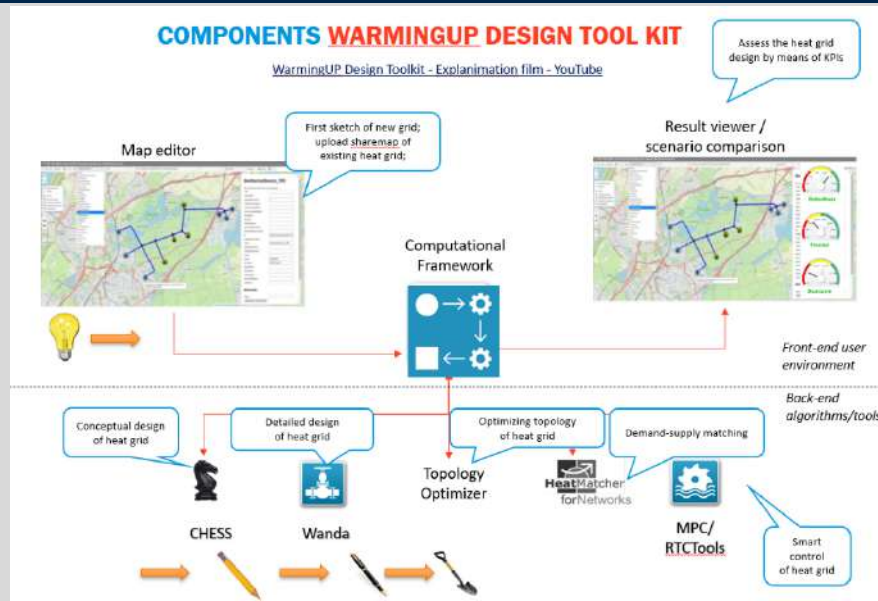 COMPONENTS WARMINGUP DESIGN TOOL KIT
WarmingUP Design Toolkit - Explanimation film - YouTube
Assess the heat grid
design by means of KPIs
First sketch of new grid;
upload sharemap of
existing heat grid;
Map editor
Result viewer /
scenario comparison
Computational
Framework
Front-end user
environment
Back-end
algorithms/tools
Conceptual design
of heat grid
Detailed design
of heat grid
Optimizing topology
of heat grid
Demand-supply matching
Topology
Optimizer
HeatMatcher
forNetworks
CHESS
Wanda
MPC/
RTCTools
Smart
control
of heat grid